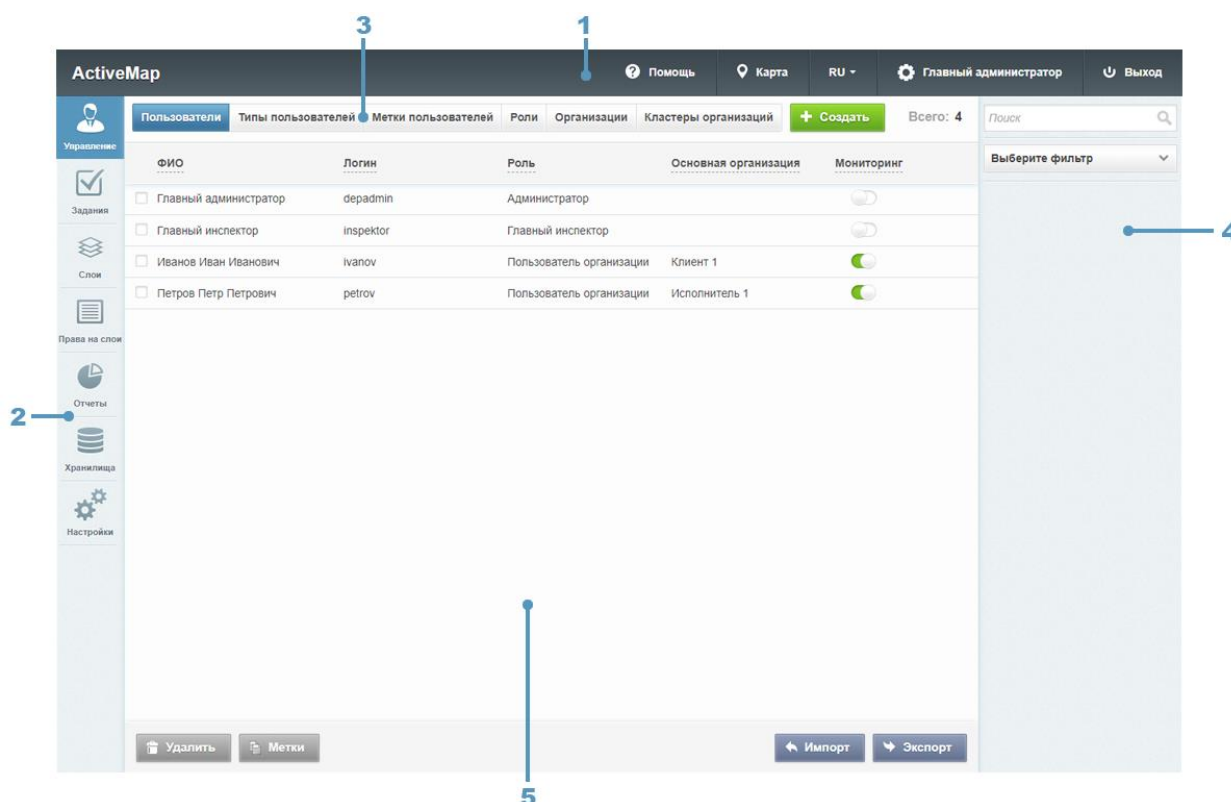 3
1
ActiveMap
Помощь
Карта
RU
Главный администратор
Выход
Пользователи
Типы пользователей
Метки пользователей
Роли
Организации
Кластеры организаций
+ Создать
Всего: 4
Поиск
Управление
Задания
Слои
Права на слои
Отчеты
Хранилища
Настройки
2
ФИО Логин Роль Основная организация Мониторинг
Главный администратор depadmin Администратор
Главный инспектор inspektor Главный инспектор
Иванов Иван Иванович ivanov Пользователь организации Клиент 1
Петров Петр Петрович petrov Пользователь организации Исполнитель 1
Выберите фильтр
4
Удалить
Метки
Импорт
Экспорт
5